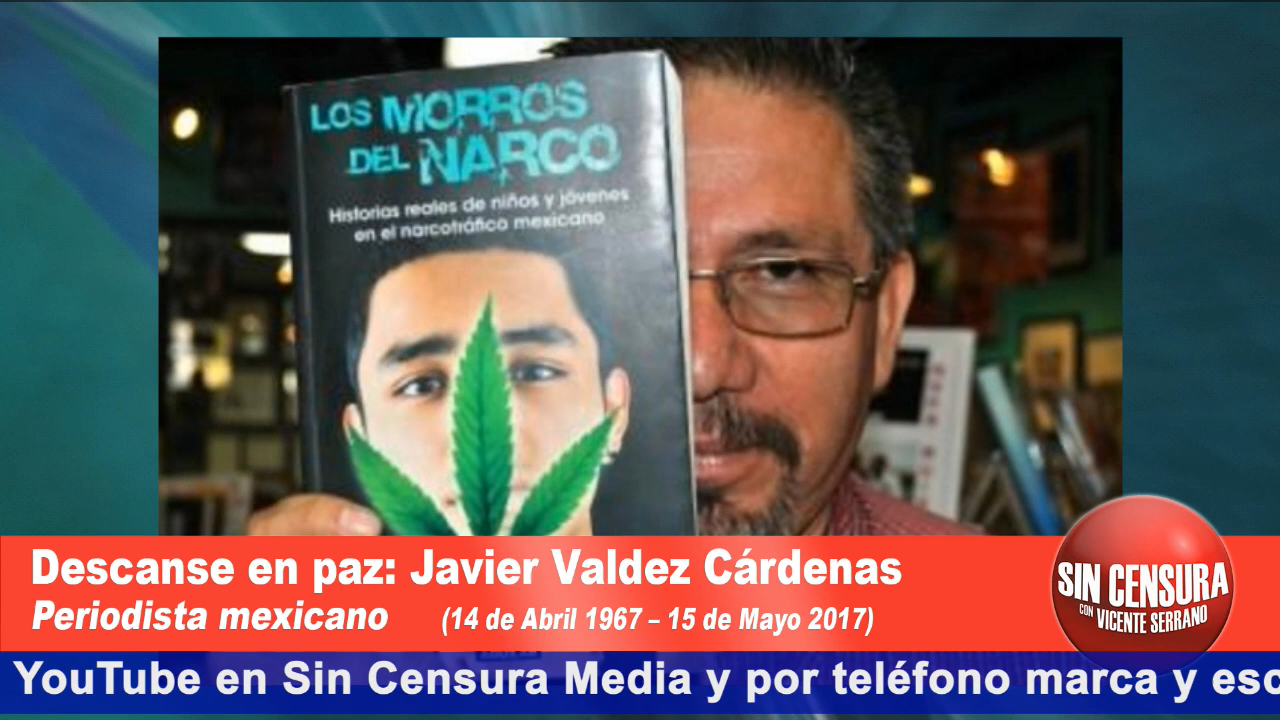 LOS MORROS
DEL NARCO
Historias reales de niños y jóvenes
en el narcotráfico mexicano
Descanse en paz: Javier Valdez Cárdenas
Periodista mexicano (14 de Abril 1967 – 15 de Mayo 2017)
SIN CENSURA
CON VICENTE SERRANO
YouTube en Sin Censura Media y por teléfono marca y esc